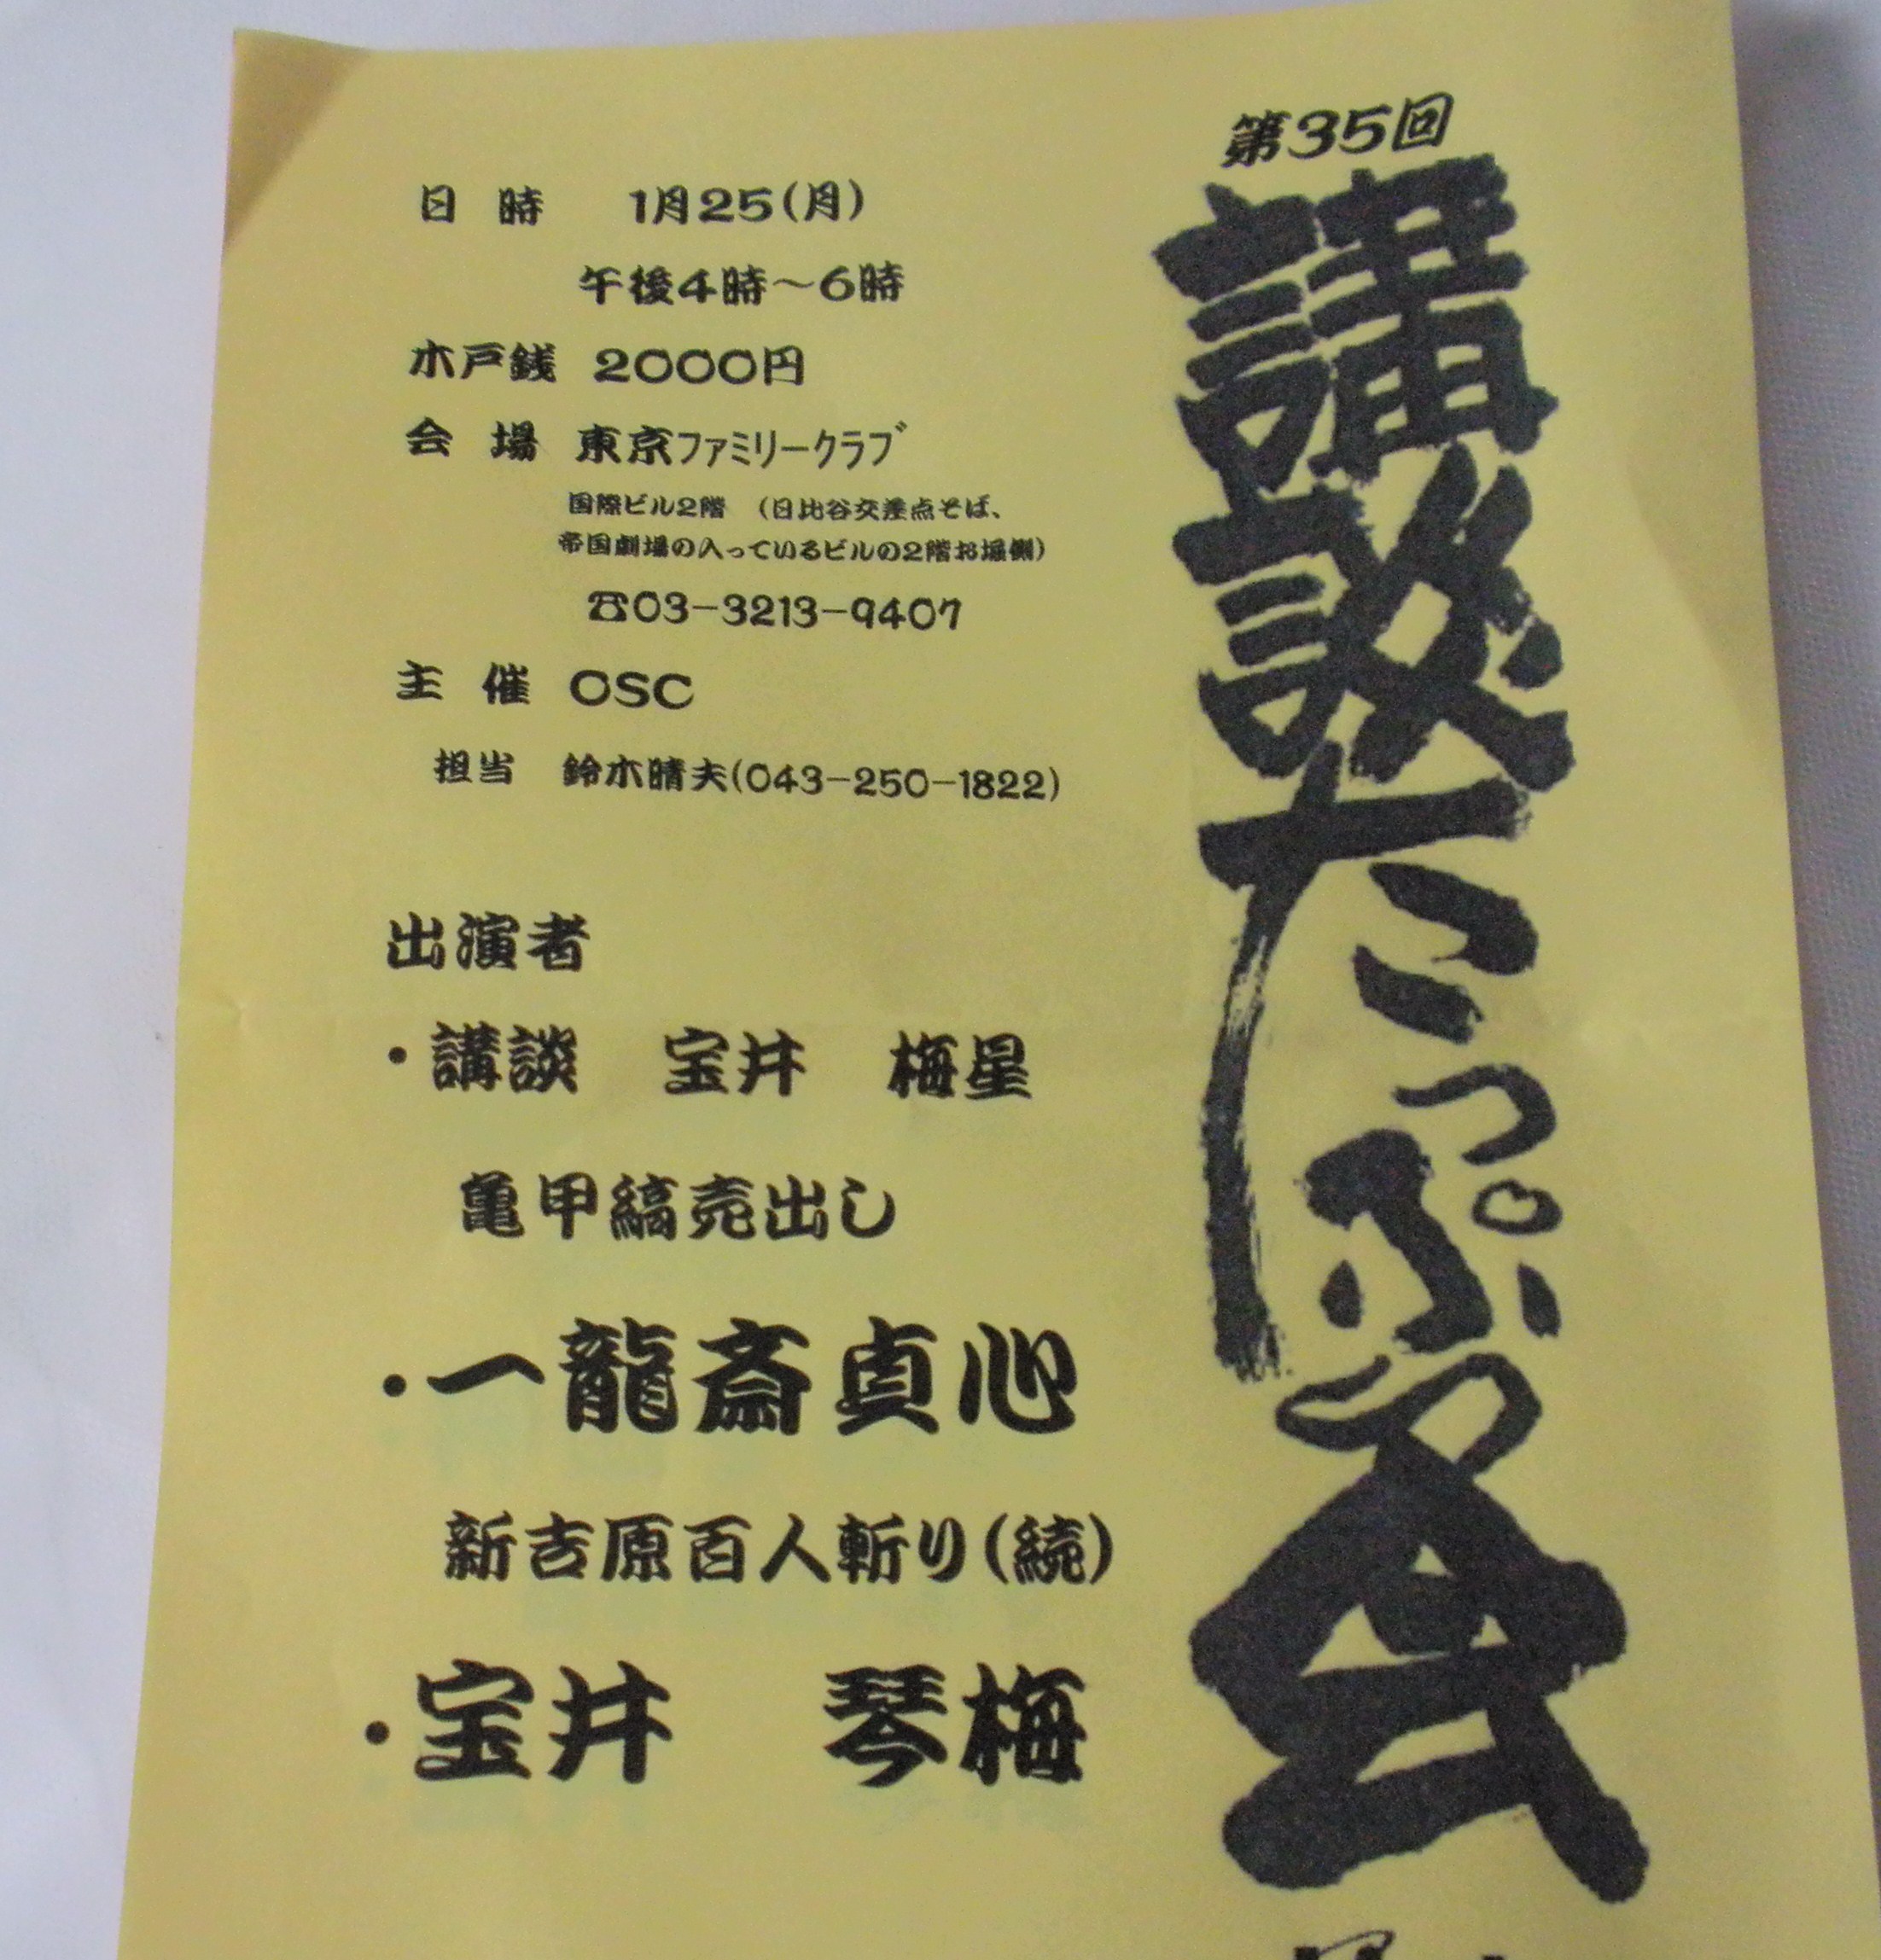 第35回
講談たっぷりの会
日時 1月25(月)
午後4時～6時
木戸銭 2000円
会場 東京ファミリークラブ
国際ビル2階 (日比谷交差点そば、
帝国劇場の入っているビルの2階お堀側)
☎03-3213-9407
主催 OSC
担当 鈴木晴夫(043-250-1822)
出演者
・講談 宝井 梅星
亀甲縞売出し
・一龍斎貞心
新吉原百人斬り(続)
・宝井 琴梅